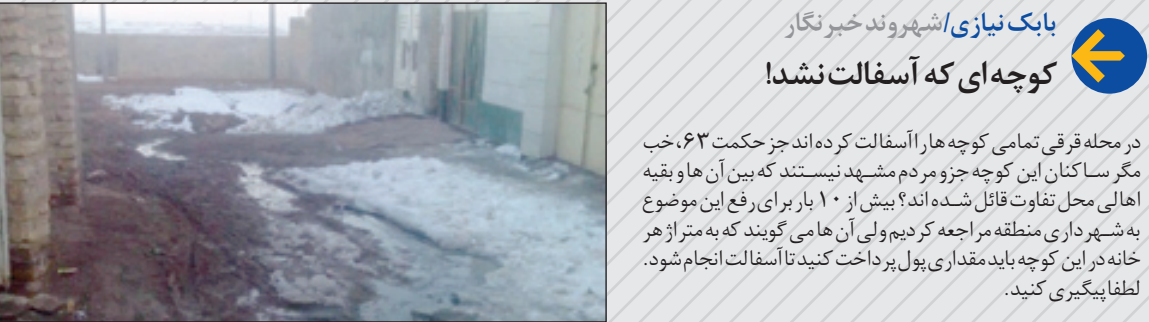 بابک نیازی/شهروند خبرنگار
کوچه ای که آسفالت نشد!
در محله قرقی تمامی کوچه ها را آسفالت کرده اند جز حکمت ۶۳، خب
مگر ساکنان این کوچه جزو مردم مشهد نیستند که بین آن ها و بقیه
اهالی محل تفاوت قائل شده اند؟ بیش از ۱۰ بار برای رفع این موضوع
به شهرداری منطقه مراجعه کردیم ولی آن ها می گویند که به متراژ هر
خانه در این کوچه باید مقداری پول پرداخت کنید تا آسفالت انجام شود.
لطفا پیگیری کنید.